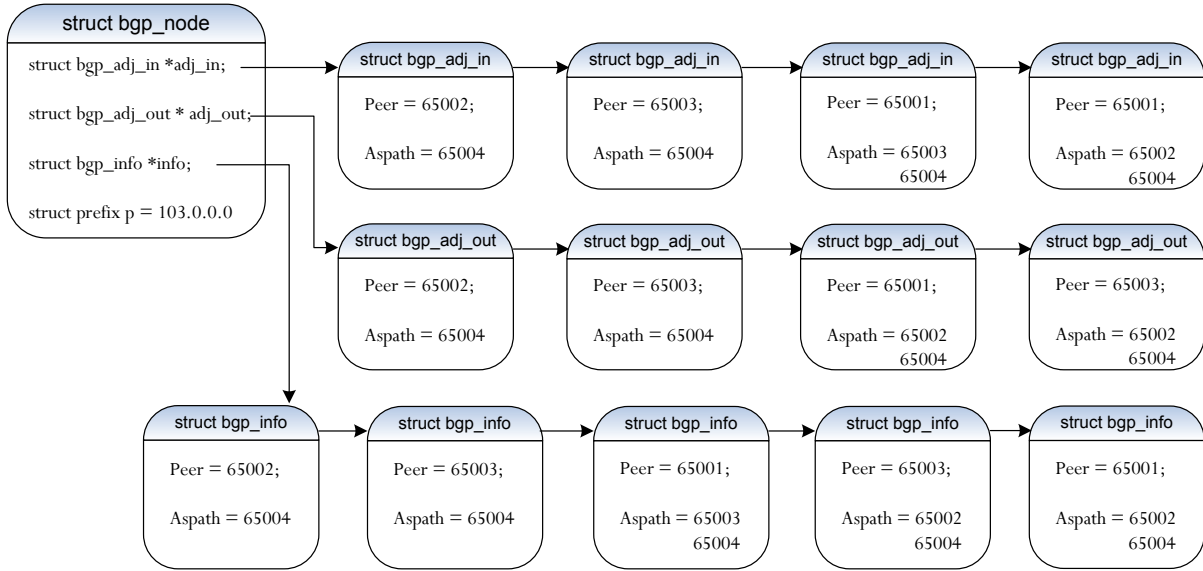 struct bgp_node
struct bgp_adj_in *adj_in;
struct bgp_adj_out * adj_out;
struct bgp_info *info;
struct prefix p = 103.0.0.0
struct bgp_adj_in
Peer = 65002;
Aspath = 65004
struct bgp_adj_in
Peer = 65003;
Aspath = 65004
struct bgp_adj_in
Peer = 65001;
Aspath = 65003
65004
struct bgp_adj_in
Peer = 65001;
Aspath = 65002
65004
struct bgp_adj_out
Peer = 65002;
Aspath = 65004
struct bgp_adj_out
Peer = 65003;
Aspath = 65004
struct bgp_adj_out
Peer = 65001;
Aspath = 65002
65004
struct bgp_adj_out
Peer = 65003;
Aspath = 65002
65004
struct bgp_info
Peer = 65002;
Aspath = 65004
struct bgp_info
Peer = 65003;
Aspath = 65004
struct bgp_info
Peer = 65001;
Aspath = 65003
65004
struct bgp_info
Peer = 65003;
Aspath = 65002
65004
struct bgp_info
Peer = 65001;
Aspath = 65002
65004